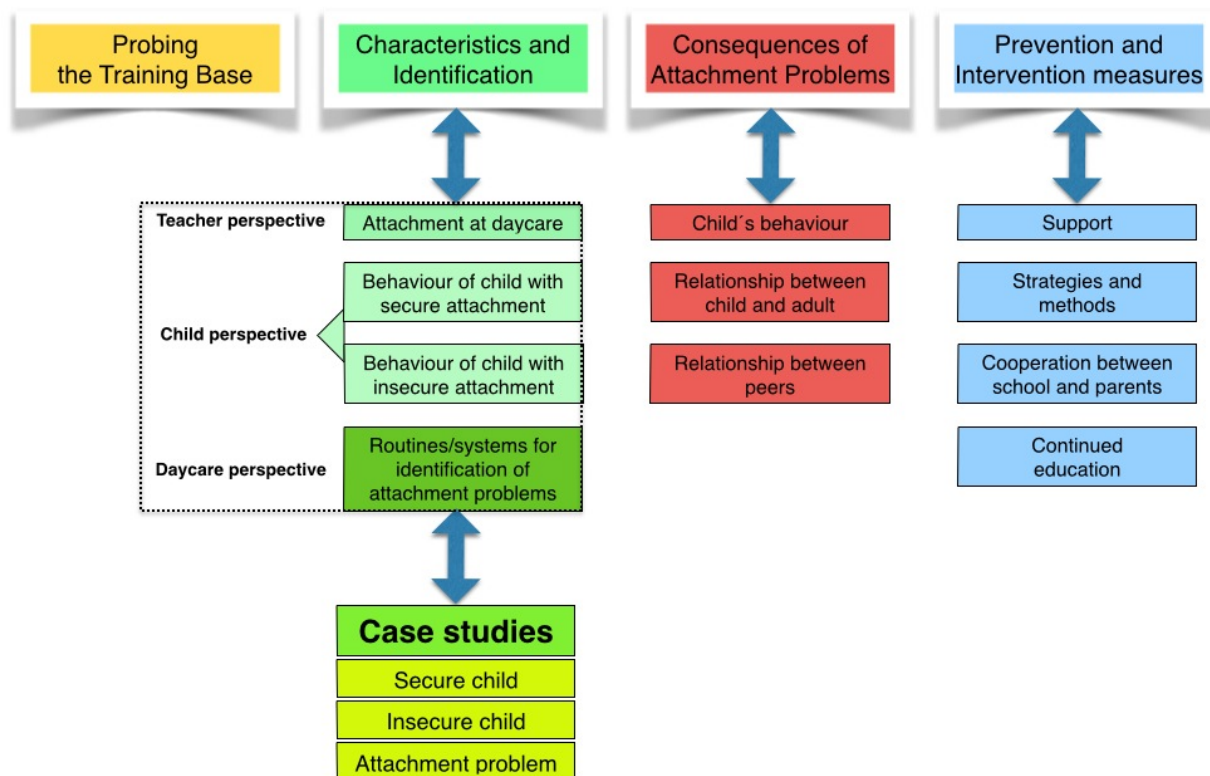 Probing
the Training Base
Characteristics and
Identification
Consequences of
Attachment Problems
Prevention and
Intervention measures
Teacher perspective
Attachment at daycare
Child perspective
Behaviour of child with
secure attachment
Behaviour of child with
insecure attachment
Daycare perspective
Routines/systems for
identification of
attachment problems
Case studies
Secure child
Insecure child
Attachment problem
Child´s behaviour
Relationship between
child and adult
Relationship between
peers
Support
Strategies and
methods
Cooperation between
school and parents
Continued
education